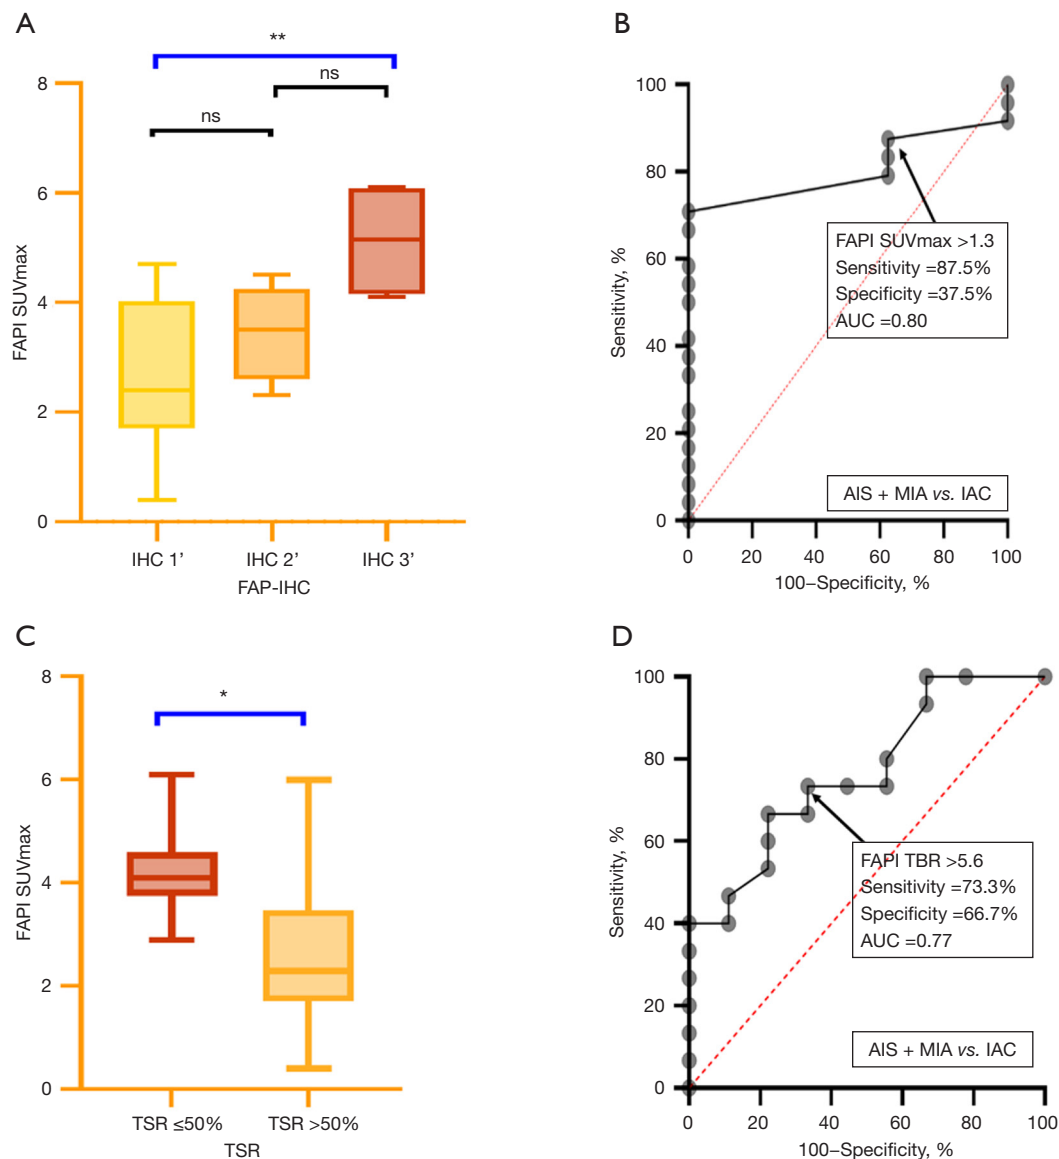 A
**
ns
ns
8
6
4
2
0
FAPI SUVmax
IHC 1’
IHC 2’
IHC 3’
FAP-IHC
B
100
80
60
40
20
0
Sensitivity, %
FAPI SUVmax >1.3
Sensitivity =87.5%
Specificity =37.5%
AUC =0.80
AIS + MIA vs. IAC
0 20 40 60 80 100
100–Specificity, %
C
*
8
6
4
2
0
FAPI SUVmax
TSR ≤50%
TSR >50%
TSR
D
100
80
60
40
20
0
Sensitivity, %
FAPI TBR >5.6
Sensitivity =73.3%
Specificity =66.7%
AUC =0.77
AIS + MIA vs. IAC
0 20 40 60 80 100
100–Specificity, %